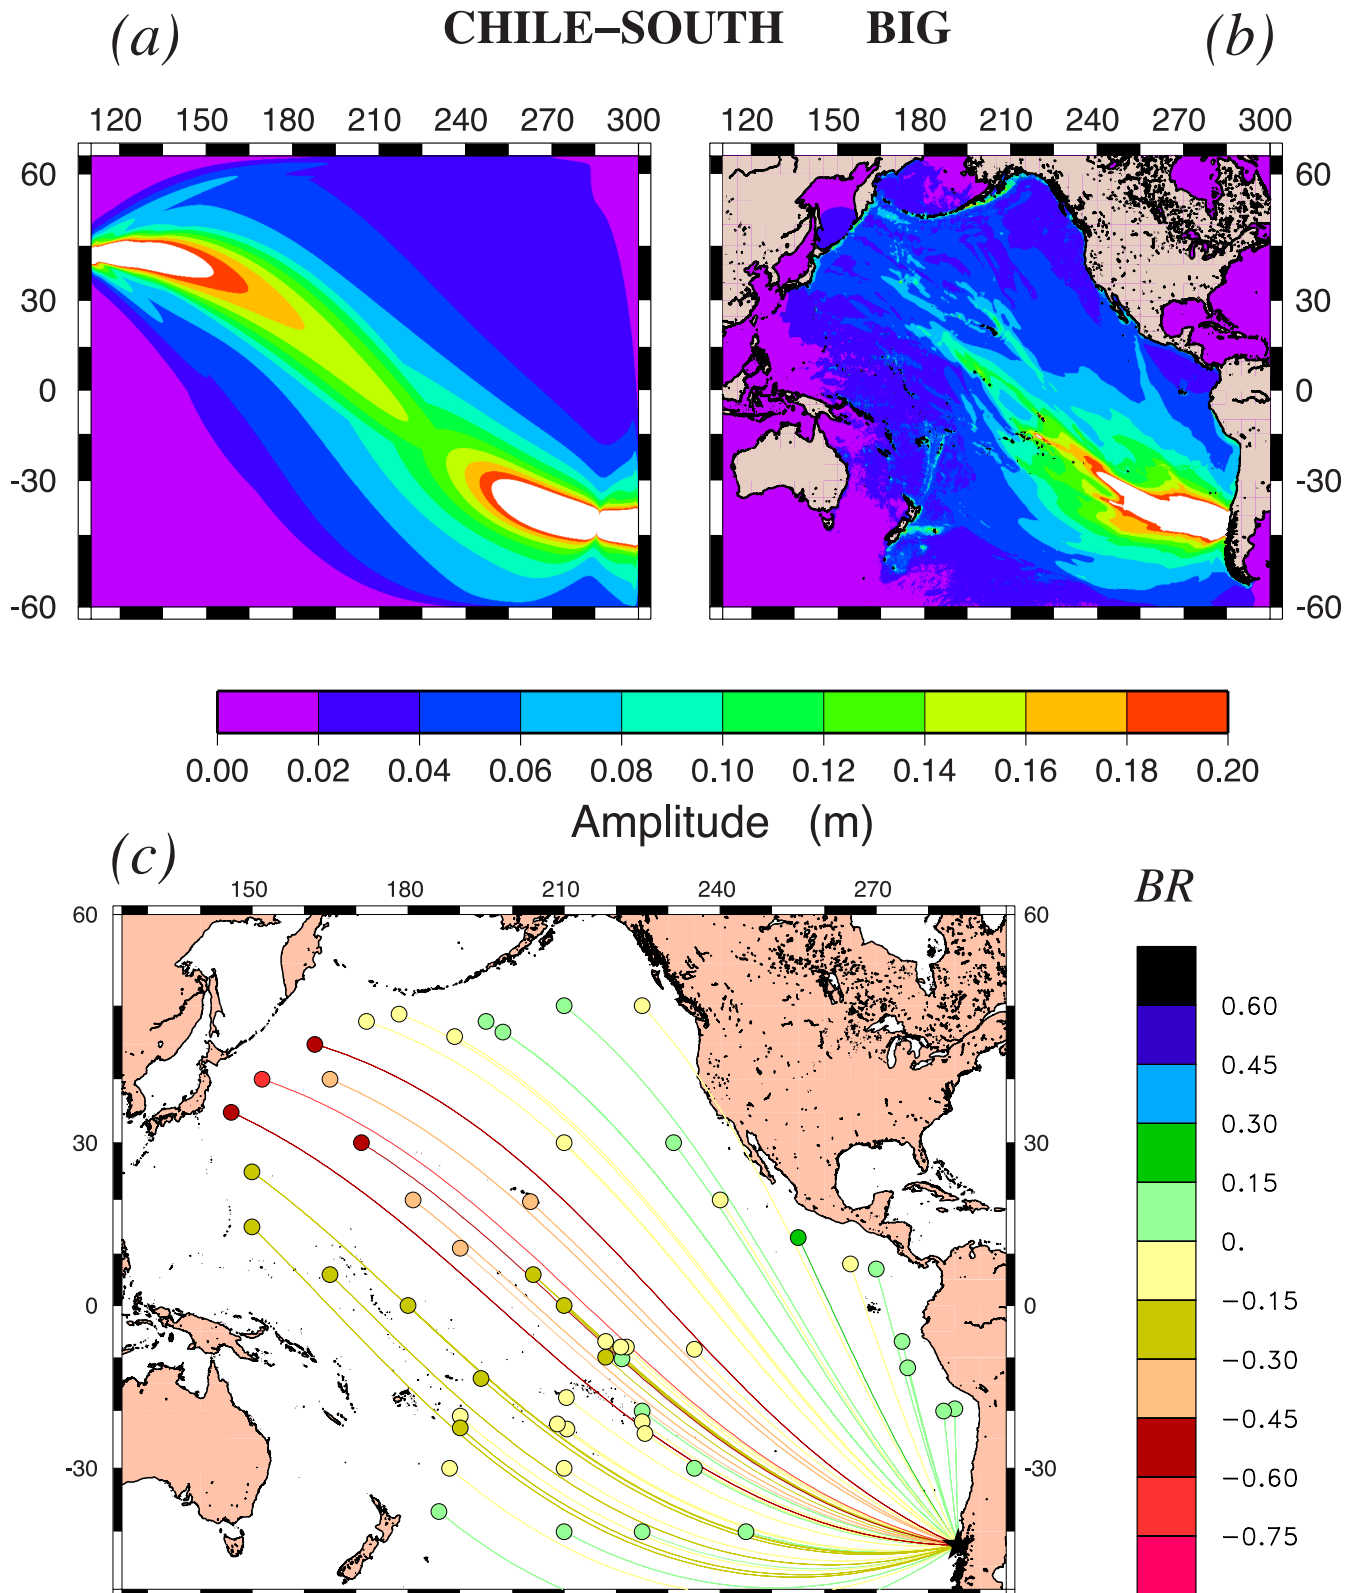 (a) CHILE–SOUTH BIG (b)
120 150 180 210 240 270 300 120 150 180 210 240 270 300
60 60
30 30
0 0
-30 -30
-60 -60
0.00 0.02 0.04 0.06 0.08 0.10 0.12 0.14 0.16 0.18 0.20
Amplitude (m)
(c)
150 180 210 240 270
BR
60 60
0.60
0.45
0.30
30 30
0.15
0.
0 0
−0.15
−0.30
−0.45
-30 -30
−0.60
−0.75